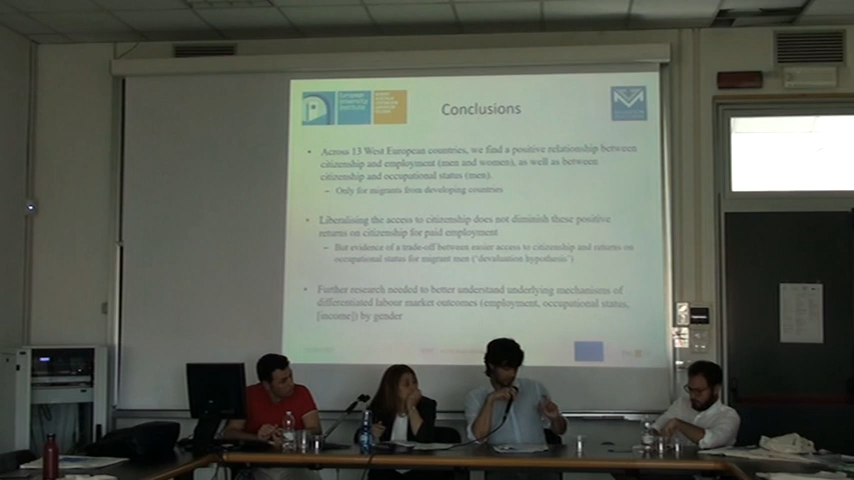 European
University
Institute
Conclusions
• Across 13 West European countries, we find a positive relationship between
citizenship and employment (men and women), as well as between
citizenship and occupational status (men).
– Only for migrants from developing countries
• Liberalising the access to citizenship does not diminish these positive
returns on citizenship for paid employment
– But evidence of a trade-off between easier access to citizenship and returns on
occupational status for migrant men ('devaluation hypothesis')
• Further research needed to better understand underlying mechanisms of
differentiated labour market outcomes (employment, occupational status,
[income]) by gender